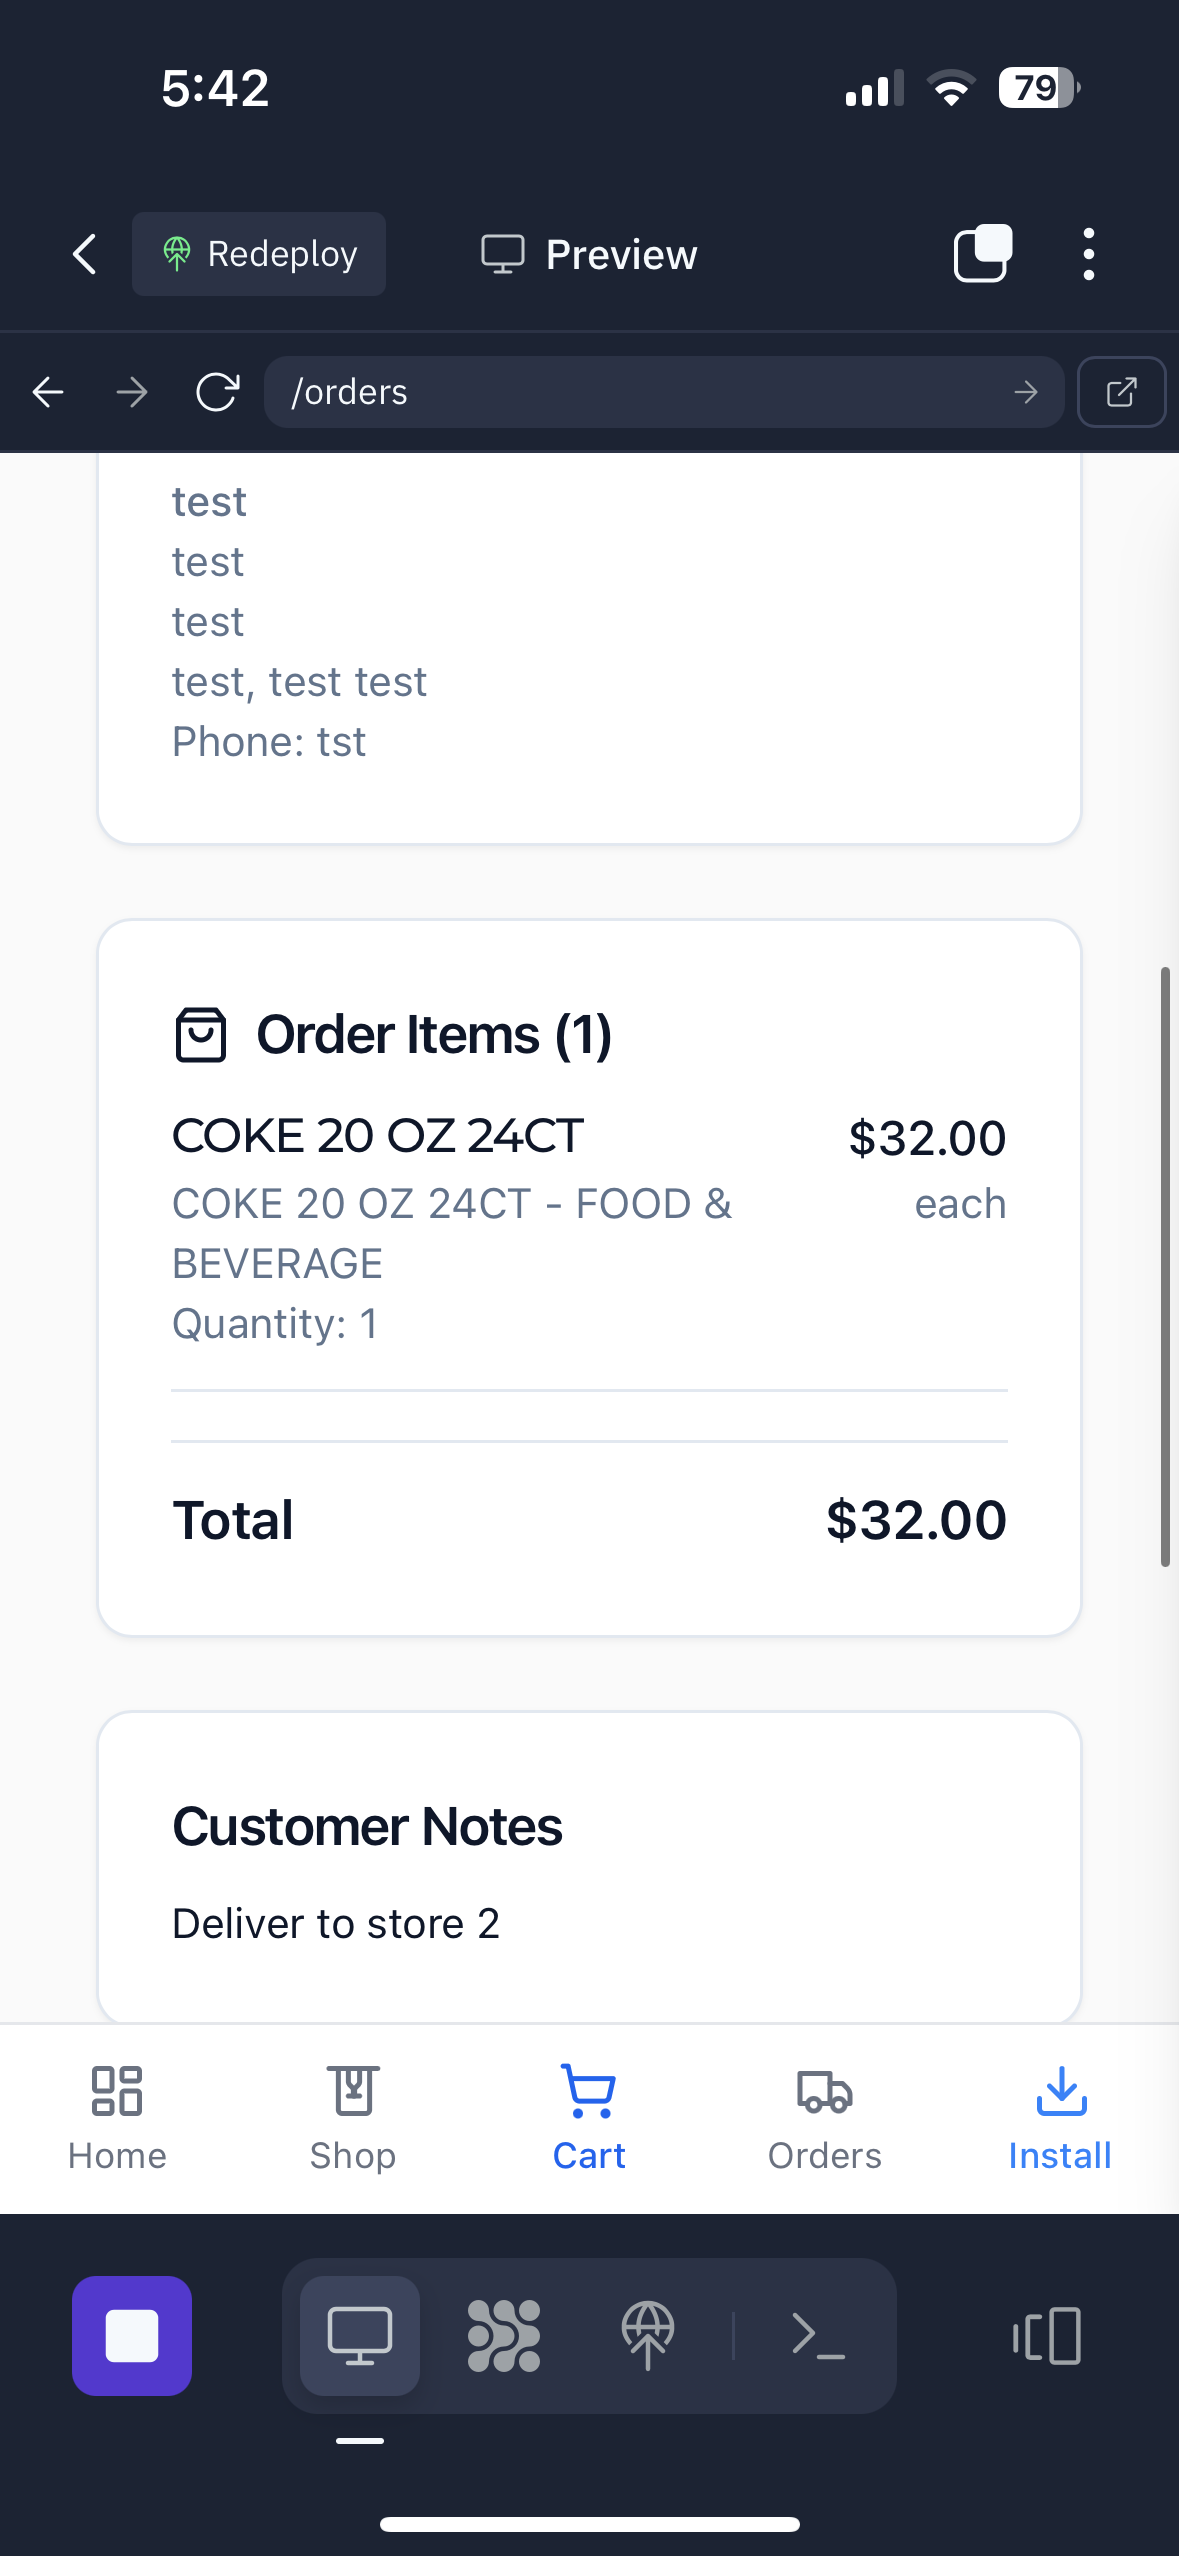 5:42
79
Redeploy
Preview
/orders
test
test
test
test, test test
Phone: tst
Order Items (1)
COKE 20 OZ 24CT
$32.00
COKE 20 OZ 24CT - FOOD &
each
BEVERAGE
Quantity: 1
Total
$32.00
Customer Notes
Deliver to store 2
Home
Shop
Cart
Orders
Install